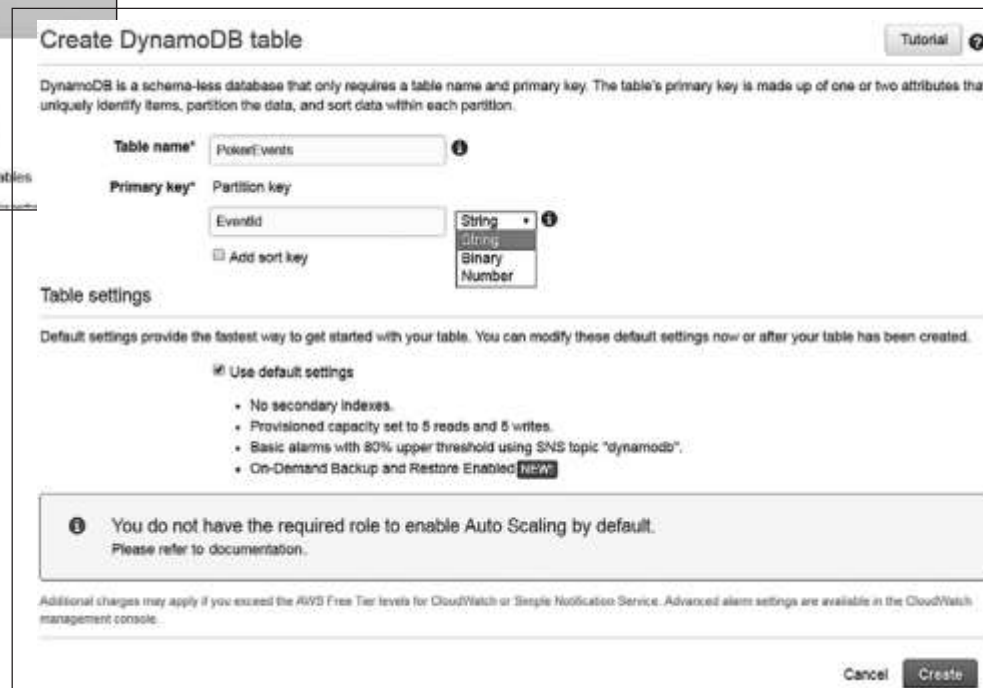 Create DynamoDB table
Tutorial
DynamoDB is a schema-less database that only requires a table name and primary key. The table's primary key is made up of one or two attributes tha
uniquely identify items, partition the data, and sort data within each partition.
Table name* PokerEvents
ables
Primary key* Partition key
EventId String
String
Add sort key Binary
Number
Table settings
Default settings provide the fastest way to get started with your table. You can modify these default settings now or after your table has been created.
Use default settings
• No secondary indexes.
• Provisioned capacity set to 5 reads and 5 writes.
• Basic alarms with 80% upper threshold using SNS topic "dynamodb".
• On-Demand Backup and Restore Enabled NEW!
You do not have the required role to enable Auto Scaling by default.
Please refer to documentation.
Additional charges may apply if you exceed the AWS Free Tier levels for CloudWatch or Simple Notification Service. Advanced alarm settings are available in the CloudWatch
management console.
Cancel Create